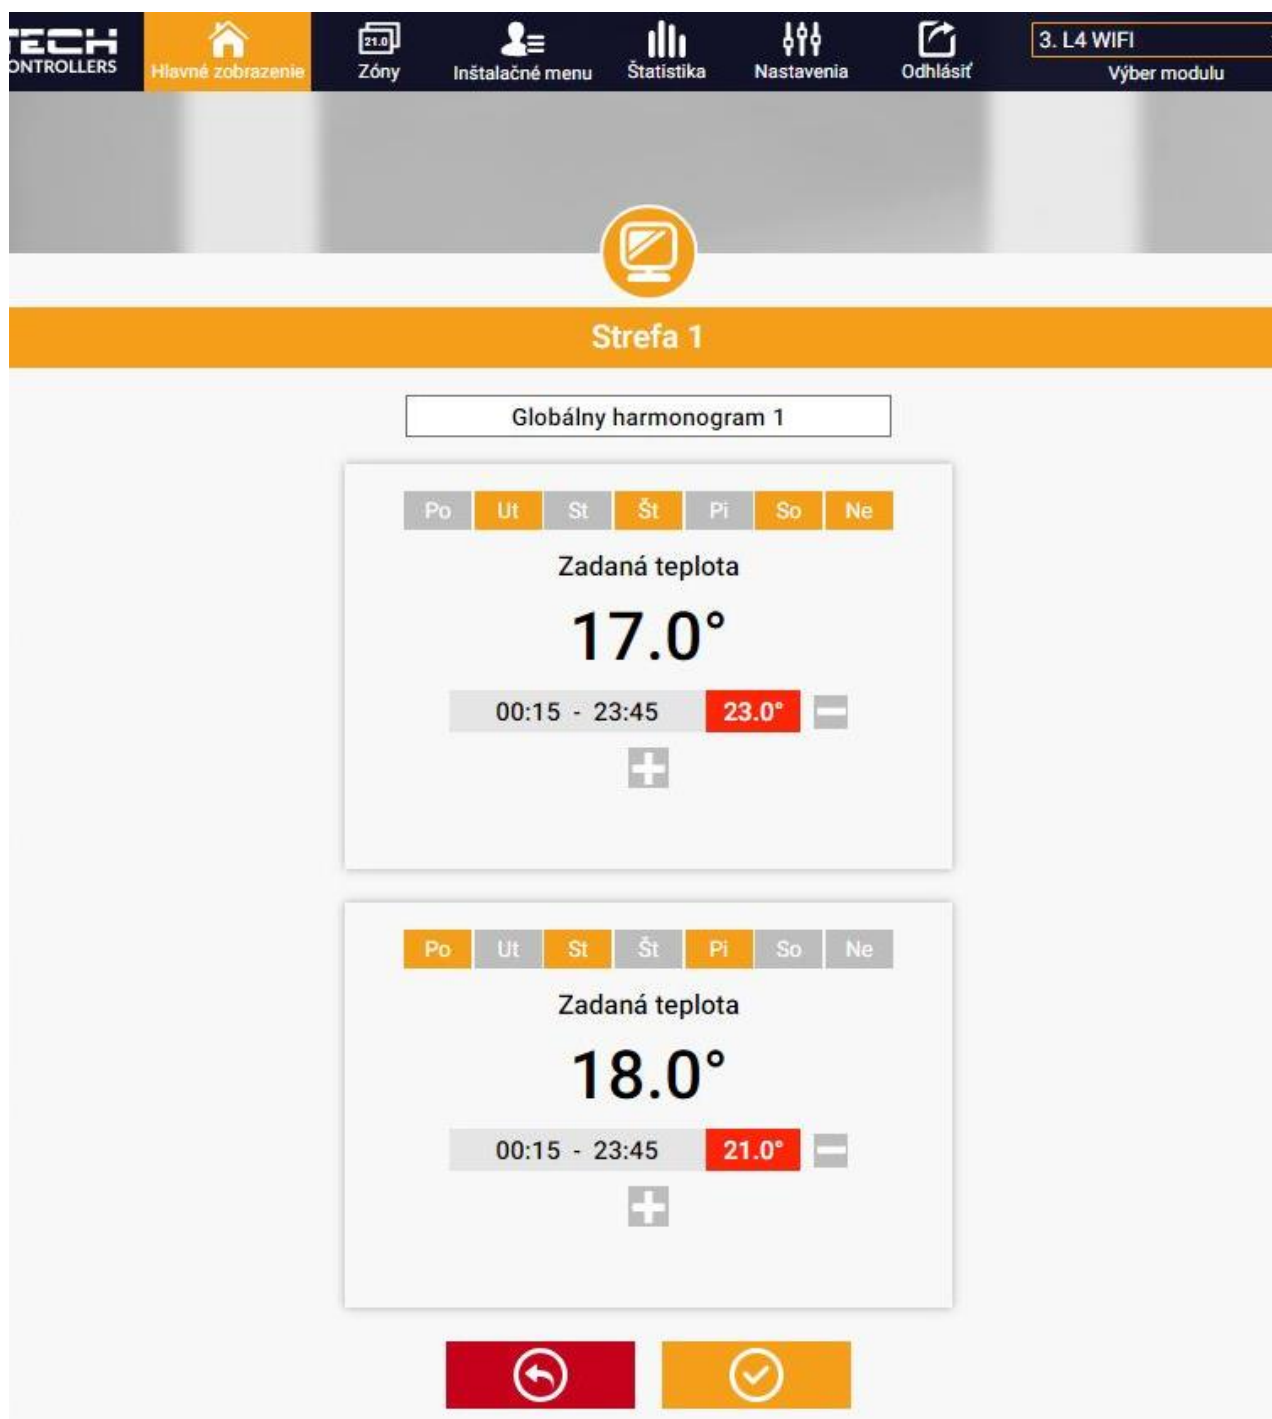 TECH
CONTROLLERS
Hlavné zobrazenie
21.0
Zóny
Inštalačné menu
Štatistika
Nastavenia
Odhlásiť
3. L4 WIFI
Výber modulu
Strefa 1
Globálny harmonogram 1
Po Ut St Št Pi So Ne
Zadaná teplota
17.0°
00:15 - 23:45 23.0°
Po Ut St Št Pi So Ne
Zadaná teplota
18.0°
00:15 - 23:45 21.0°